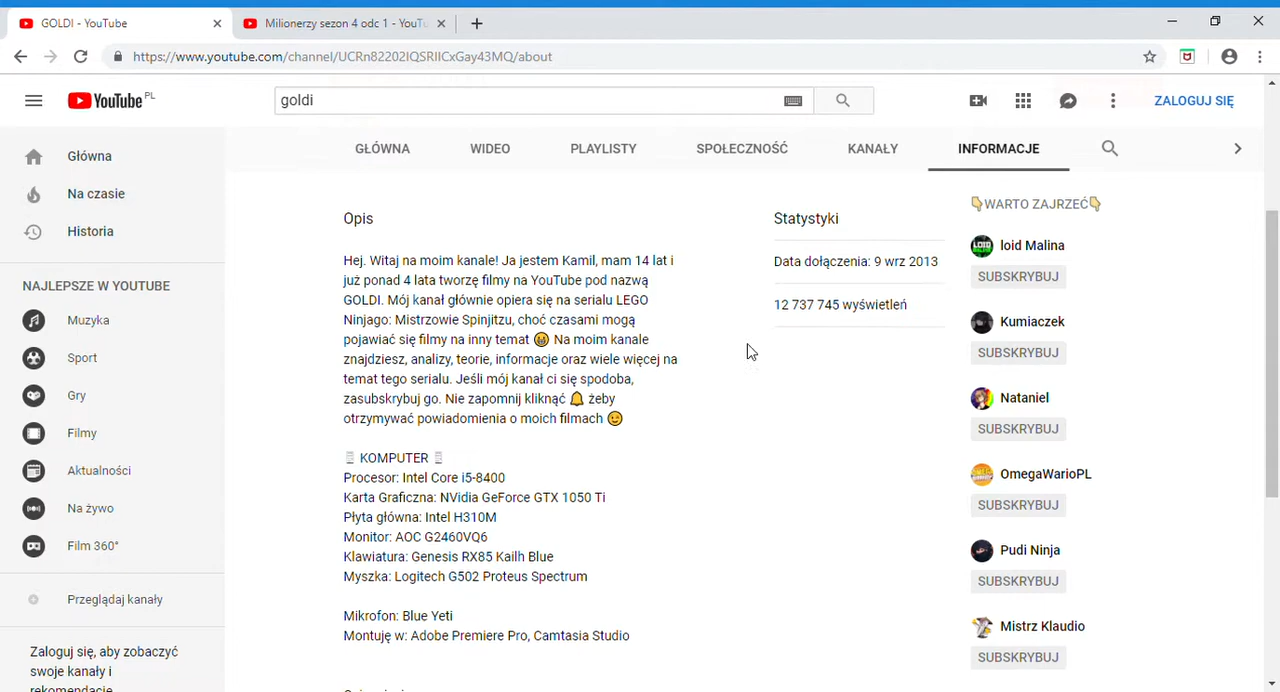 GOLDI - YouTube
Milionerzy sezon 4 odc 1 - YouTu
https://www.youtube.com/channel/UCRn82202IQSRIICxGay43MQ/about
YouTube PL
goldi
ZALOGUJ SIĘ
GŁÓWNA
WIDEO
PLAYLISTY
SPOŁECZNOŚĆ
KANAŁY
INFORMACJE
Główna
Na czasie
Historia
NAJLEPSZE W YOUTUBE
Muzyka
Sport
Gry
Filmy
Aktualności
Na żywo
Film 360°
Przeglądaj kanały
Zaloguj się, aby zobaczyć
swoje kanały i
rekomendacje
Opis
Hej. Witaj na moim kanale! Ja jestem Kamil, mam 14 lat i
już ponad 4 lata tworzę filmy na YouTube pod nazwą
GOLDI. Mój kanał głównie opiera się na serialu LEGO
Ninjago: Mistrzowie Spinjitzu, choć czasami mogą
pojawiać się filmy na inny temat 😀 Na moim kanale
znajdziesz, analizy, teorie, informacje oraz wiele więcej na
temat tego serialu. Jeśli mój kanał ci się spodoba,
zasubskrybuj go. Nie zapomnij kliknąć 🔔 żeby
otrzymywać powiadomienia o moich filmach 😉
KOMPUTER
Procesor: Intel Core i5-8400
Karta Graficzna: NVidia GeForce GTX 1050 Ti
Płyta główna: Intel H310M
Monitor: AOC G2460VQ6
Klawiatura: Genesis RX85 Kailh Blue
Myszka: Logitech G502 Proteus Spectrum
Mikrofon: Blue Yeti
Montuję w: Adobe Premiere Pro, Camtasia Studio
Statystyki
Data dołączenia: 9 wrz 2013
12 737 745 wyświetleń
👇WARTO ZAJRZEĆ👇
loid Malina
SUBSKRYBUJ
Kumiaczek
SUBSKRYBUJ
Nataniel
SUBSKRYBUJ
OmegaWarioPL
SUBSKRYBUJ
Pudi Ninja
SUBSKRYBUJ
Mistrz Klaudio
SUBSKRYBUJ